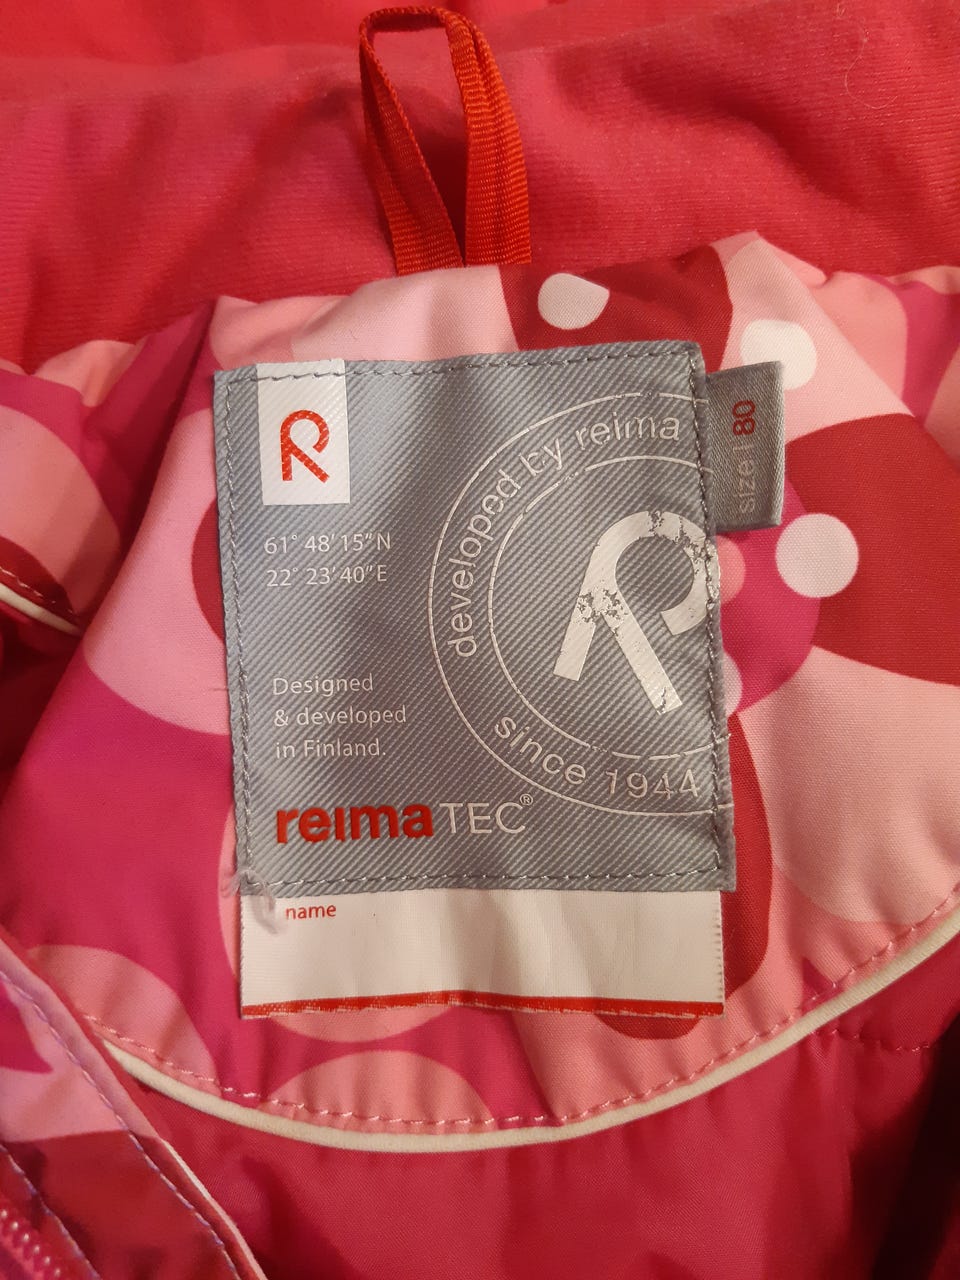 R
61° 48′ 15″ N
22° 23′ 40″ E
Designed
& developed
in Finland.
reimaTEC®
developed by reima
since 1944
size 80
name